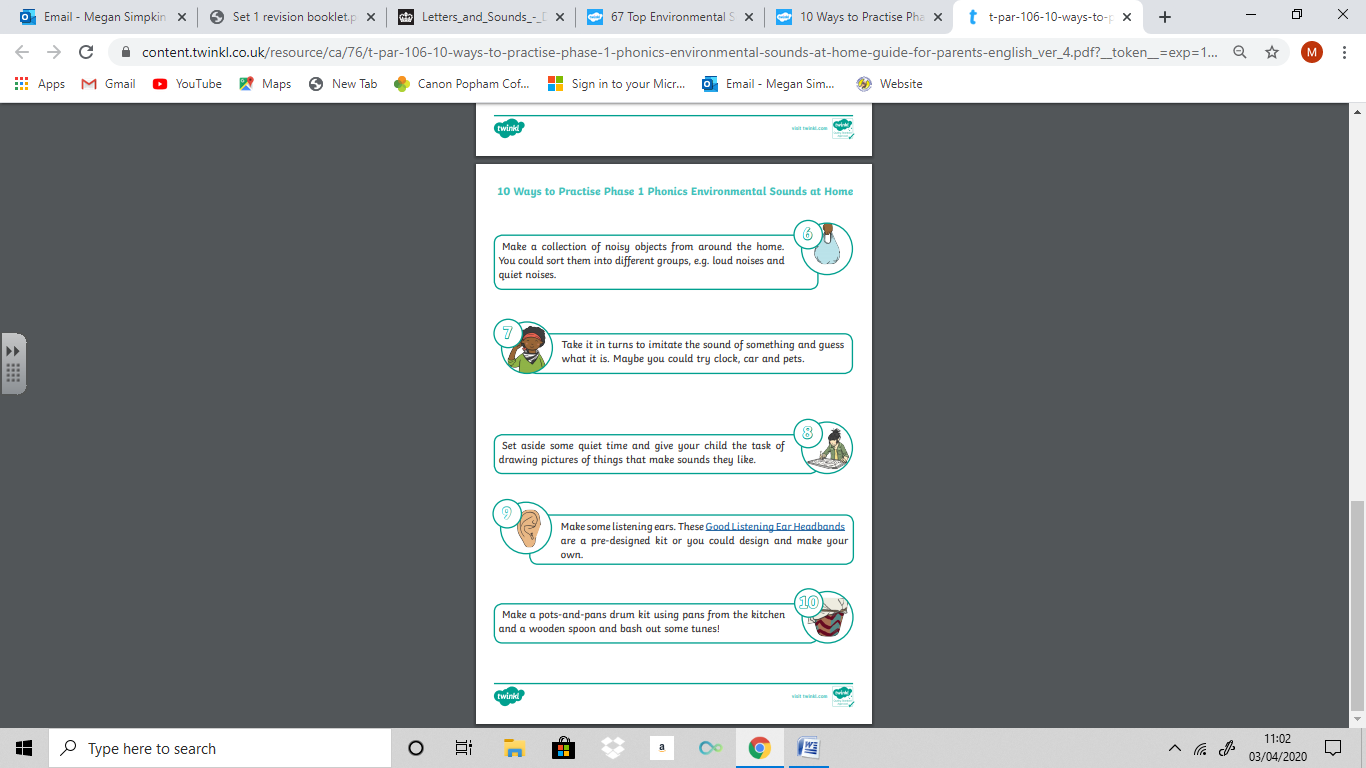 Email - Megan Simpkin
Set 1 revision booklet.p
Letters_and_Sounds_-_D
67 Top Environmental S
10 Ways to Practise Pha
t-par-106-10-ways-to-p
content.twinkl.co.uk/resource/ca/76/t-par-106-10-ways-to-practise-phase-1-phonics-environmental-sounds-at-home-guide-for-parents-english_ver_4.pdf?__token__=exp=1...
M
Apps
Gmail
YouTube
Maps
New Tab
Canon Popham Cof...
Sign in to your Micr...
Email - Megan Sim...
Website
twinkl
visit twinkl.com
twinkl
10 Ways to Practise Phase 1 Phonics Environmental Sounds at Home
6
Make a collection of noisy objects from around the home.
You could sort them into different groups, e.g. loud noises and
quiet noises.
7
Take it in turns to imitate the sound of something and guess
what it is. Maybe you could try clock, car and pets.
8
Set aside some quiet time and give your child the task of
drawing pictures of things that make sounds they like.
9
Make some listening ears. These Good Listening Ear Headbands
are a pre-designed kit or you could design and make your
own.
10
Make a pots-and-pans drum kit using pans from the kitchen
and a wooden spoon and bash out some tunes!
twinkl
visit twinkl.com
twinkl
Type here to search
a
11:02
03/04/2020